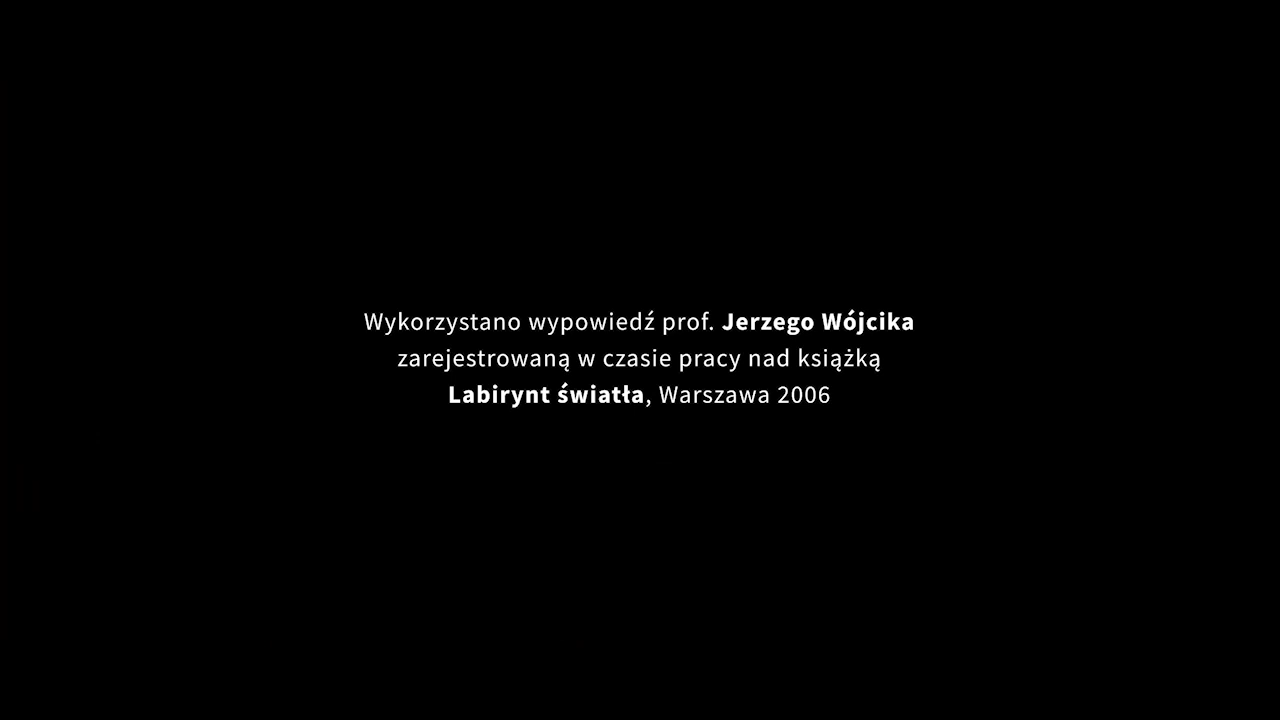 Wykorzystano wypowiedź prof. Jerzego Wójcika
zarejestrowaną w czasie pracy nad książką
Labirynt światła, Warszawa 2006